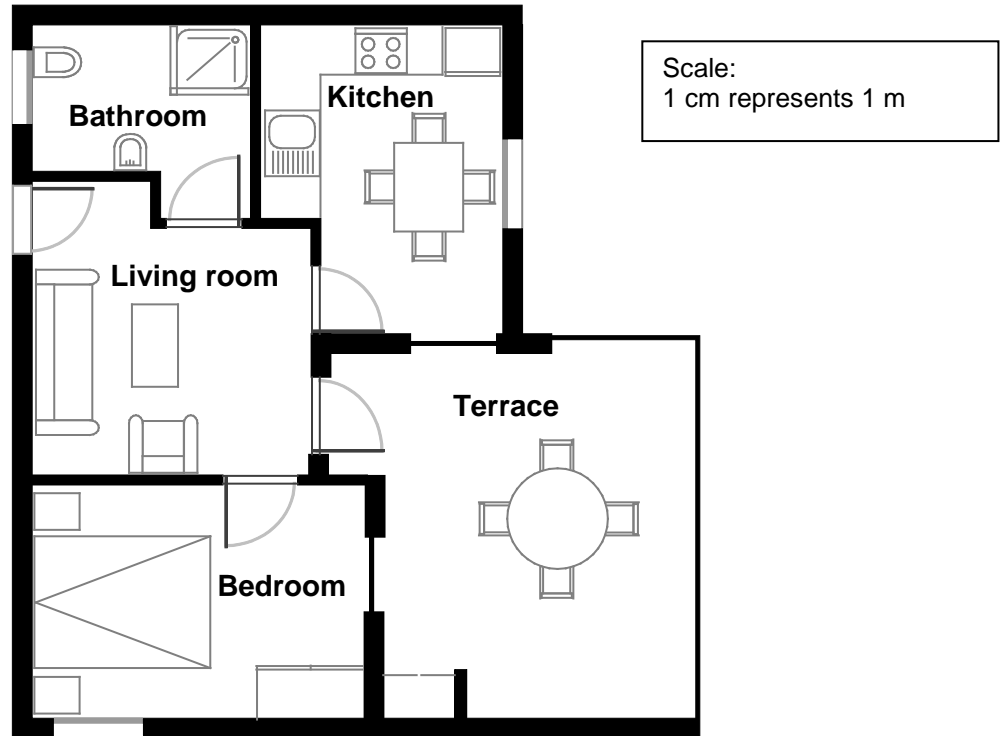 Scale:
1 cm represents 1 m
Kitchen
Bathroom
Living room
Terrace
Bedroom